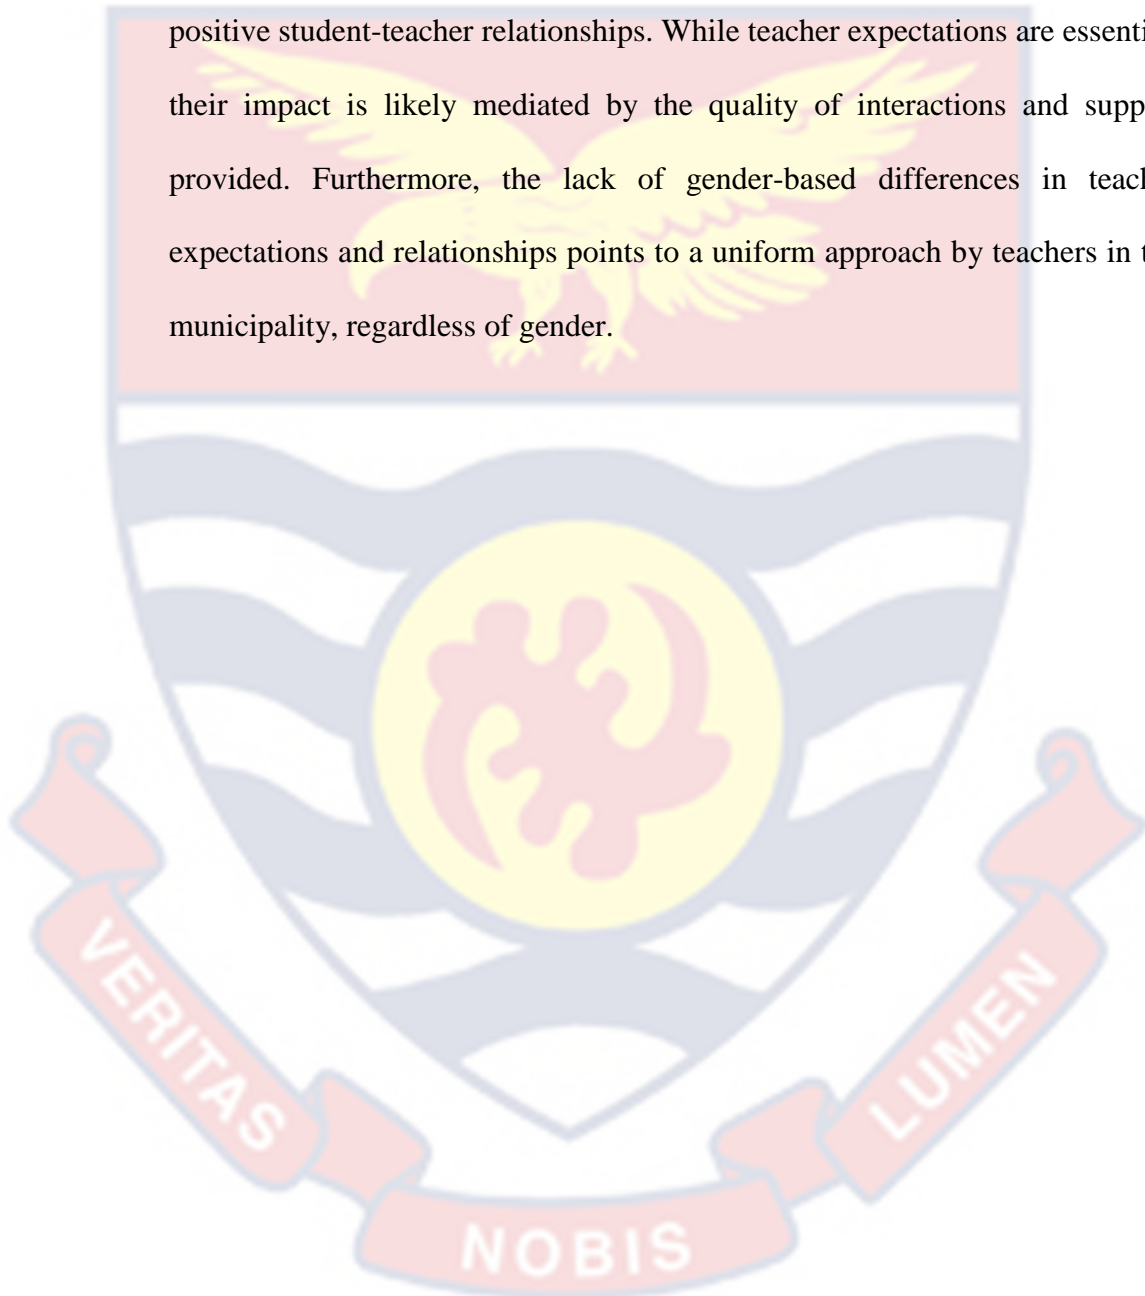 positive student-teacher relationships. While teacher expectations are essenti
their impact is likely mediated by the quality of interactions and supp
provided. Furthermore, the lack of gender-based differences in teach
expectations and relationships points to a uniform approach by teachers in t
municipality, regardless of gender.
VERITAS
NOBIS
LUMEN